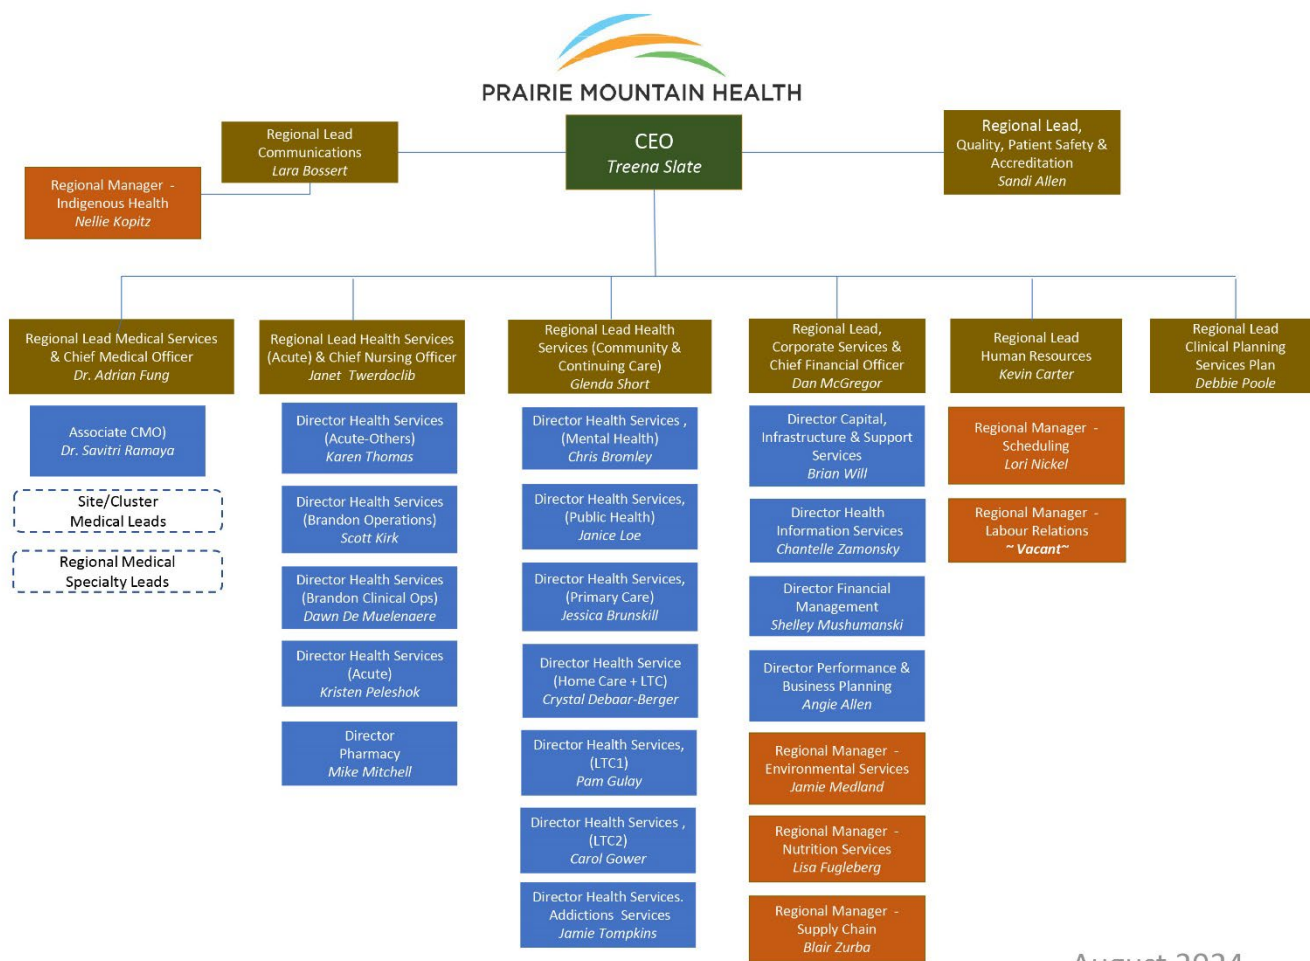 PRAIRIE MOUNTAIN HEALTH
Regional Lead
Communications
Lara Bossert
CEO
Treena Slate
Regional Lead,
Quality, Patient Safety &
Accreditation
Sandi Allen
Regional Manager -
Indigenous Health
Nellie Kopitz
Regional Lead Medical Services
& Chief Medical Officer
Dr. Adrian Fung
Associate CMO)
Dr. Savitri Ramaya
Site/Cluster
Medical Leads
Regional Medical
Specialty Leads
Regional Lead Health Services
(Acute) & Chief Nursing Officer
Janet Twerdoclib
Director Health Services
(Acute-Others)
Karen Thomas
Director Health Services
(Brandon Operations)
Scott Kirk
Director Health Services
(Brandon Clinical Ops)
Dawn De Muelenaere
Director Health Services
(Acute)
Kristen Peleshok
Director
Pharmacy
Mike Mitchell
Regional Lead Health
Services (Community &
Continuing Care)
Glenda Short
Director Health Services ,
(Mental Health)
Chris Bromley
Director Health Services,
(Public Health)
Janice Loe
Director Health Services,
(Primary Care)
Jessica Brunskill
Director Health Service
(Home Care + LTC)
Crystal Debaar-Berger
Director Health Services,
(LTC1)
Pam Gulay
Director Health Services ,
(LTC2)
Carol Gower
Director Health Services.
Addictions Services
Jamie Tompkins
Regional Lead,
Corporate Services &
Chief Financial Officer
Dan McGregor
Director Capital,
Infrastructure & Support
Services
Brian Will
Director Health
Information Services
Chantelle Zamonsky
Director Financial
Management
Shelley Mushumanski
Director Performance &
Business Planning
Angie Allen
Regional Manager -
Environmental Services
Jamie Medland
Regional Manager -
Nutrition Services
Lisa Fugleberg
Regional Manager -
Supply Chain
Blair Zurba
Regional Lead
Human Resources
Kevin Carter
Regional Manager -
Scheduling
Lori Nickel
Regional Manager -
Labour Relations
~ Vacant~
Regional Lead
Clinical Planning
Services Plan
Debbie Poole
August 2024